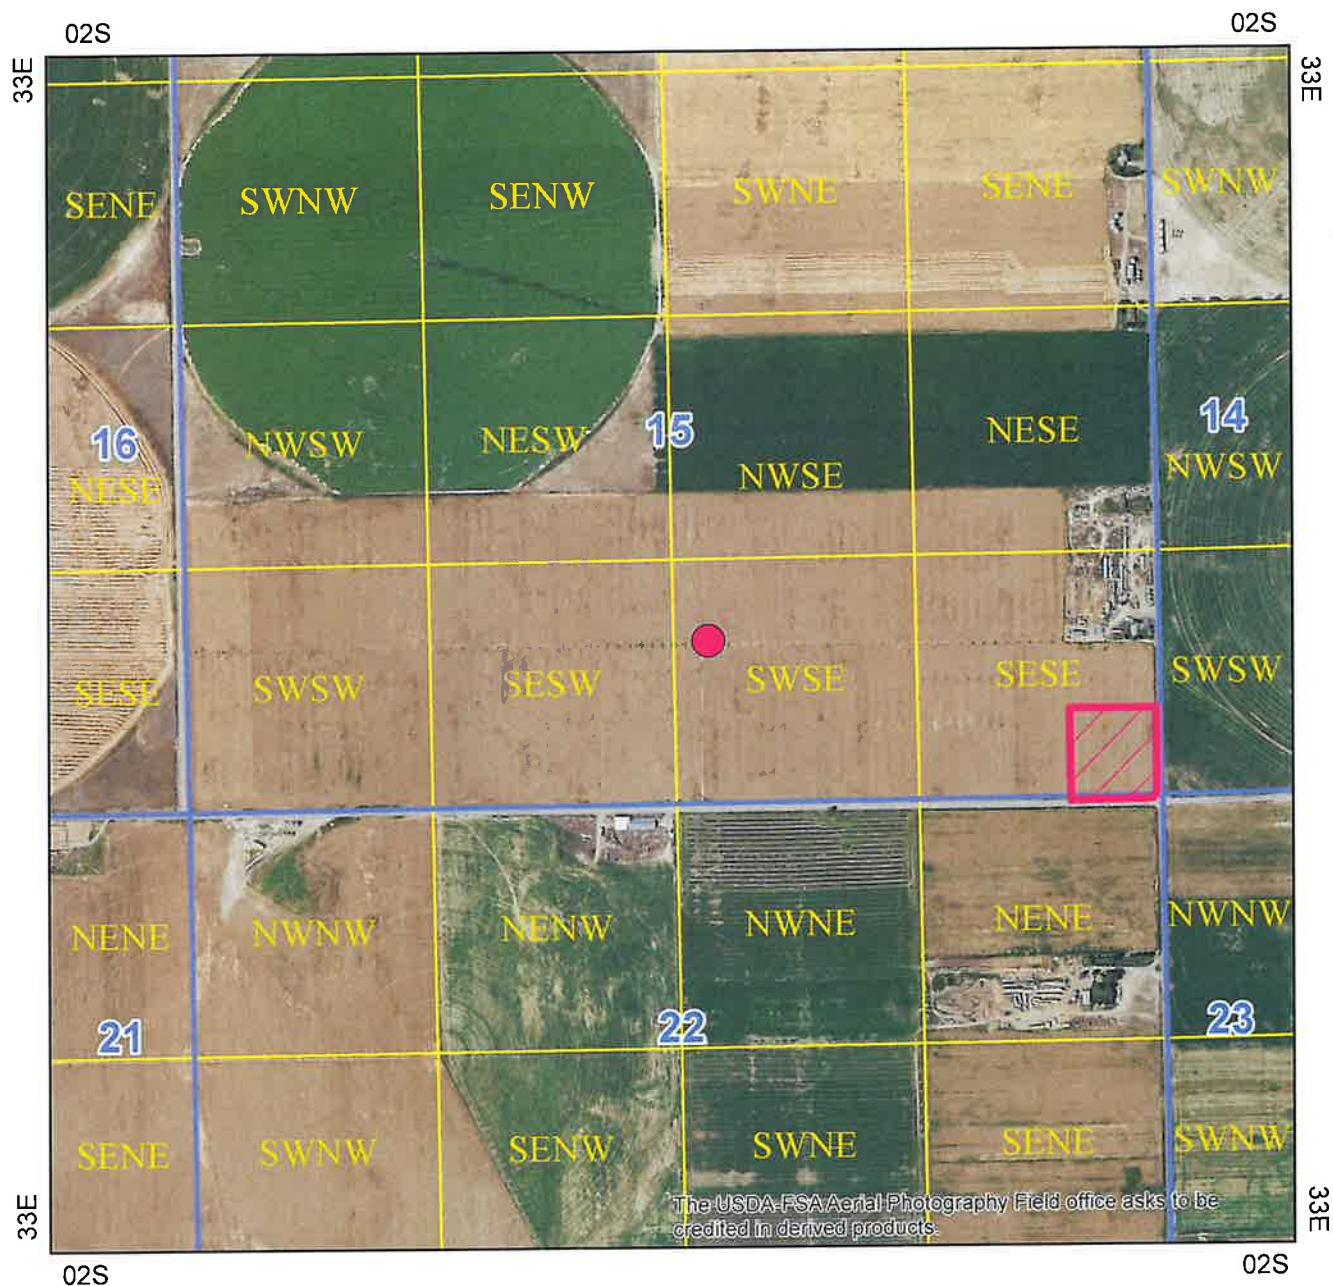 02S
02S
33E
33E
SENE
SWNW
SENW
SWNE
SENE
SWNW
16
15
14
NESE
NWSW
NESW
NWSE
NESE
NWSW
SESE
SWSW
SESW
SWSE
SESE
SWSW
NENE
NWNW
NENW
NWNE
NENE
NWNW
21
22
23
SENE
SWNW
SENW
SWNE
SENE
SWNW
The USDA-FSA Aerial Photography Field office asks to be
credited in derived products.
33E
33E
02S
02S